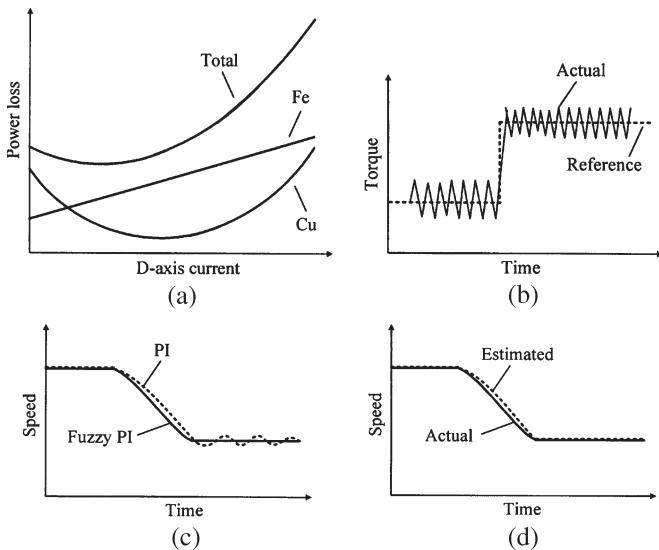 Total
Fe
Cu
Power loss
D-axis current
(a)
Actual
Reference
Torque
Time
(b)
PI
Fuzzy PI
Speed
Time
(c)
Estimated
Actual
Speed
Time
(d)